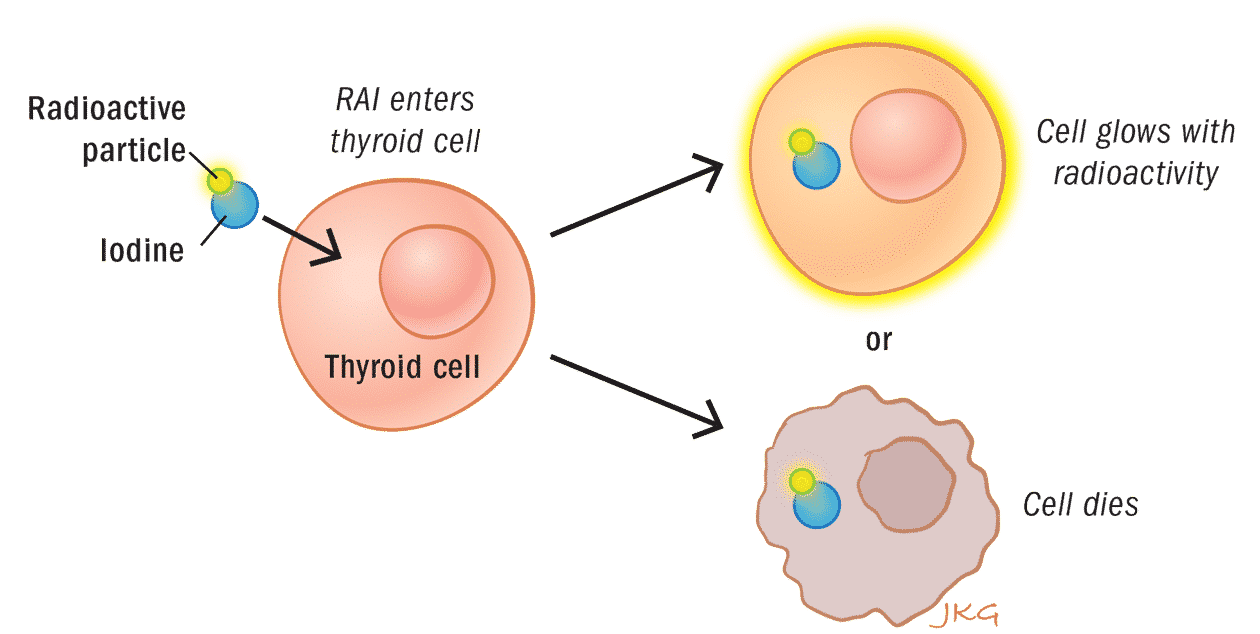 Radioactive
particle
Iodine
RAI enters
thyroid cell
Thyroid cell
Cell glows with
radioactivity
or
Cell dies
JKG